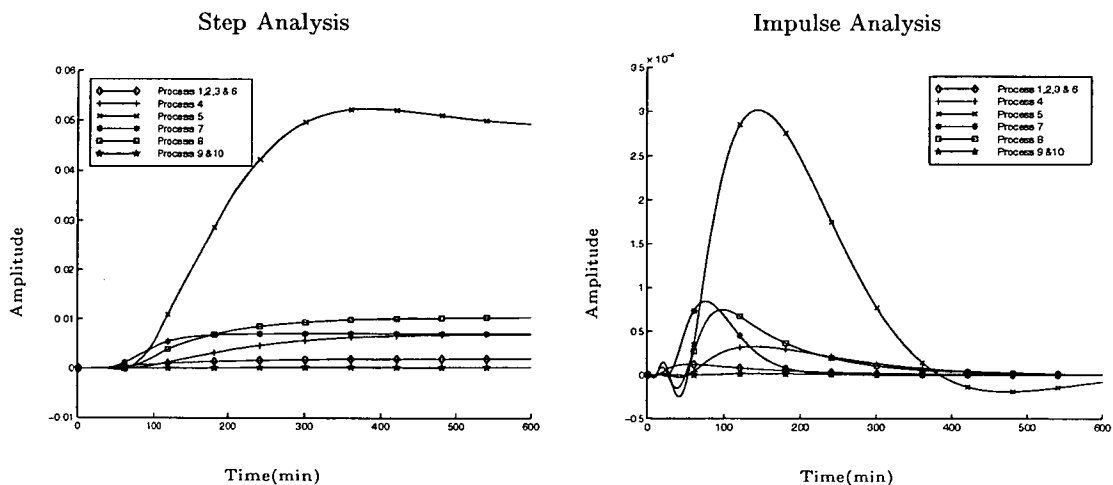 Step Analysis
Impulse Analysis
0.06
0.05
0.04
0.03
0.02
0.01
0
-0.01
Process 1,2,3 & 6
Process 4
Process 5
Process 7
Process 8
Process 9 & 10
Amplitude
0
100
200
300
400
500
600
Time(min)
x 10⁻⁴
3.5
3
2.5
2
1.5
1
0.5
0
-0.5
Process 1,2,3 & 6
Process 4
Process 5
Process 7
Process 8
Process 9 & 10
Amplitude
0
100
200
300
400
500
600
Time(min)